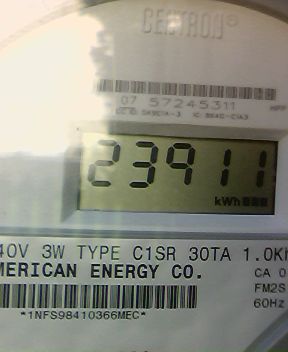 CENTRON®
07 57245311
23911
kWh
40V 3W TYPE C1SR 30TA 1.0Kh
MERICAN ENERGY CO.
CA 0
FM2S
60Hz
*1NFS98410366MEC*